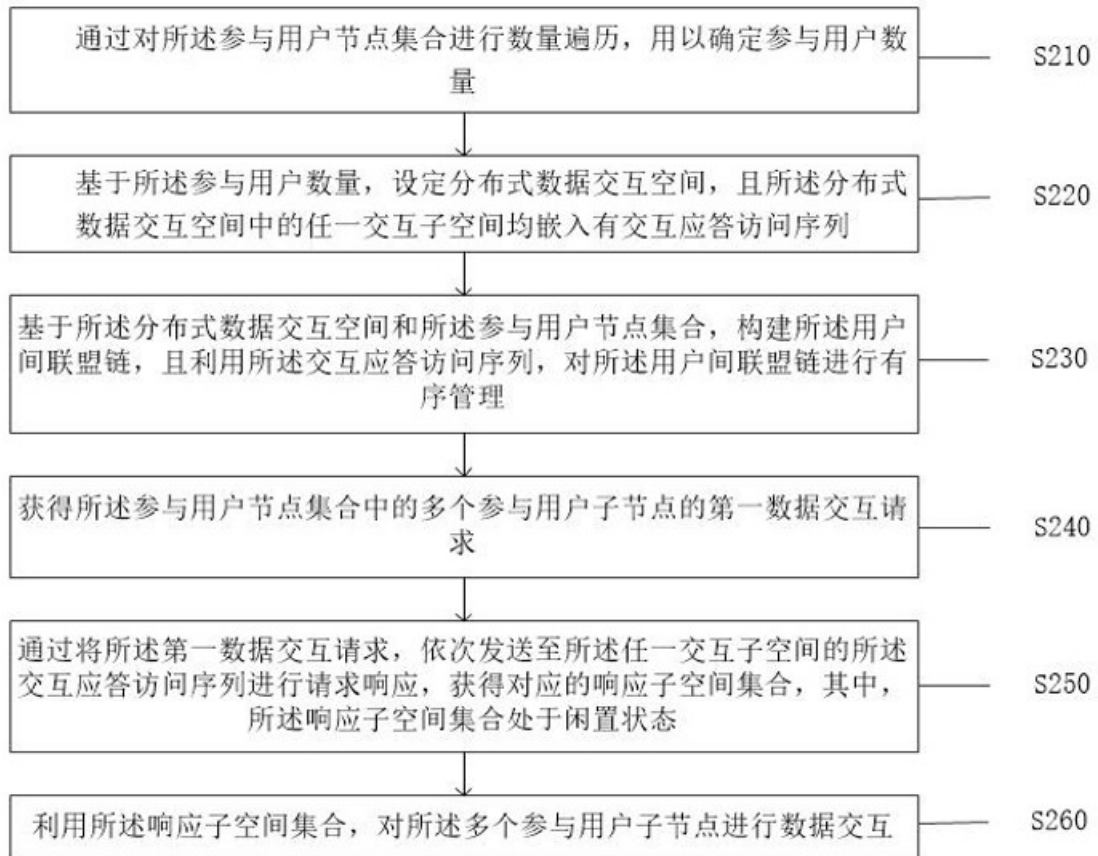 通过对所述参与用户节点集合进行数量遍历，用以确定参与用户数
量
S210
基于所述参与用户数量，设定分布式数据交互空间，且所述分布式
数据交互空间中的任一交互子空间均嵌入有交互应答访问序列
S220
基于所述分布式数据交互空间和所述参与用户节点集合，构建所述用户
间联盟链，且利用所述交互应答访问序列，对所述用户间联盟链进行有
序管理
S230
获得所述参与用户节点集合中的多个参与用户子节点的第一数据交互请
求
S240
通过将所述第一数据交互请求，依次发送至所述任一交互子空间的所述
交互应答访问序列进行请求响应，获得对应的响应子空间集合，其中，
所述响应子空间集合处于闲置状态
S250
利用所述响应子空间集合，对所述多个参与用户子节点进行数据交互
S260